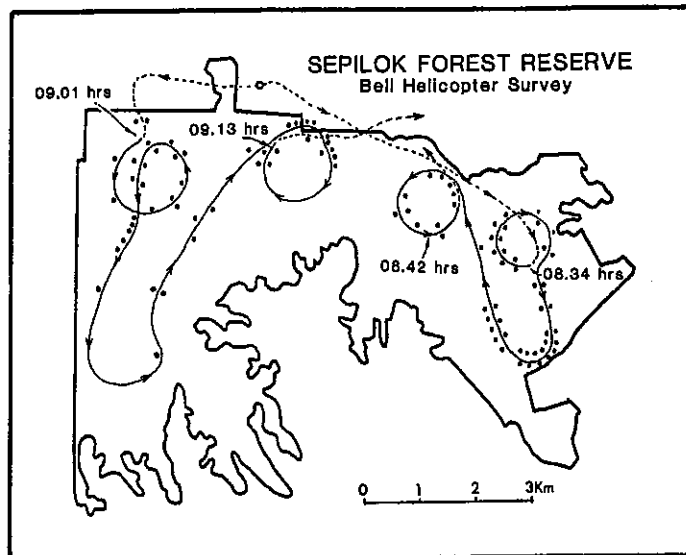 SEPILOK FOREST RESERVE
Bell Helicopter Survey
09.01 hrs
09.13 hrs
08.42 hrs
08.34 hrs
0 1 2 3Km